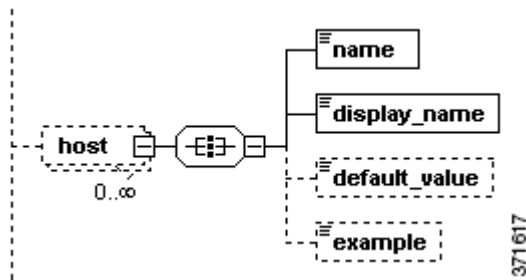 name
display_name
host
0..∞
default_value
example
371617